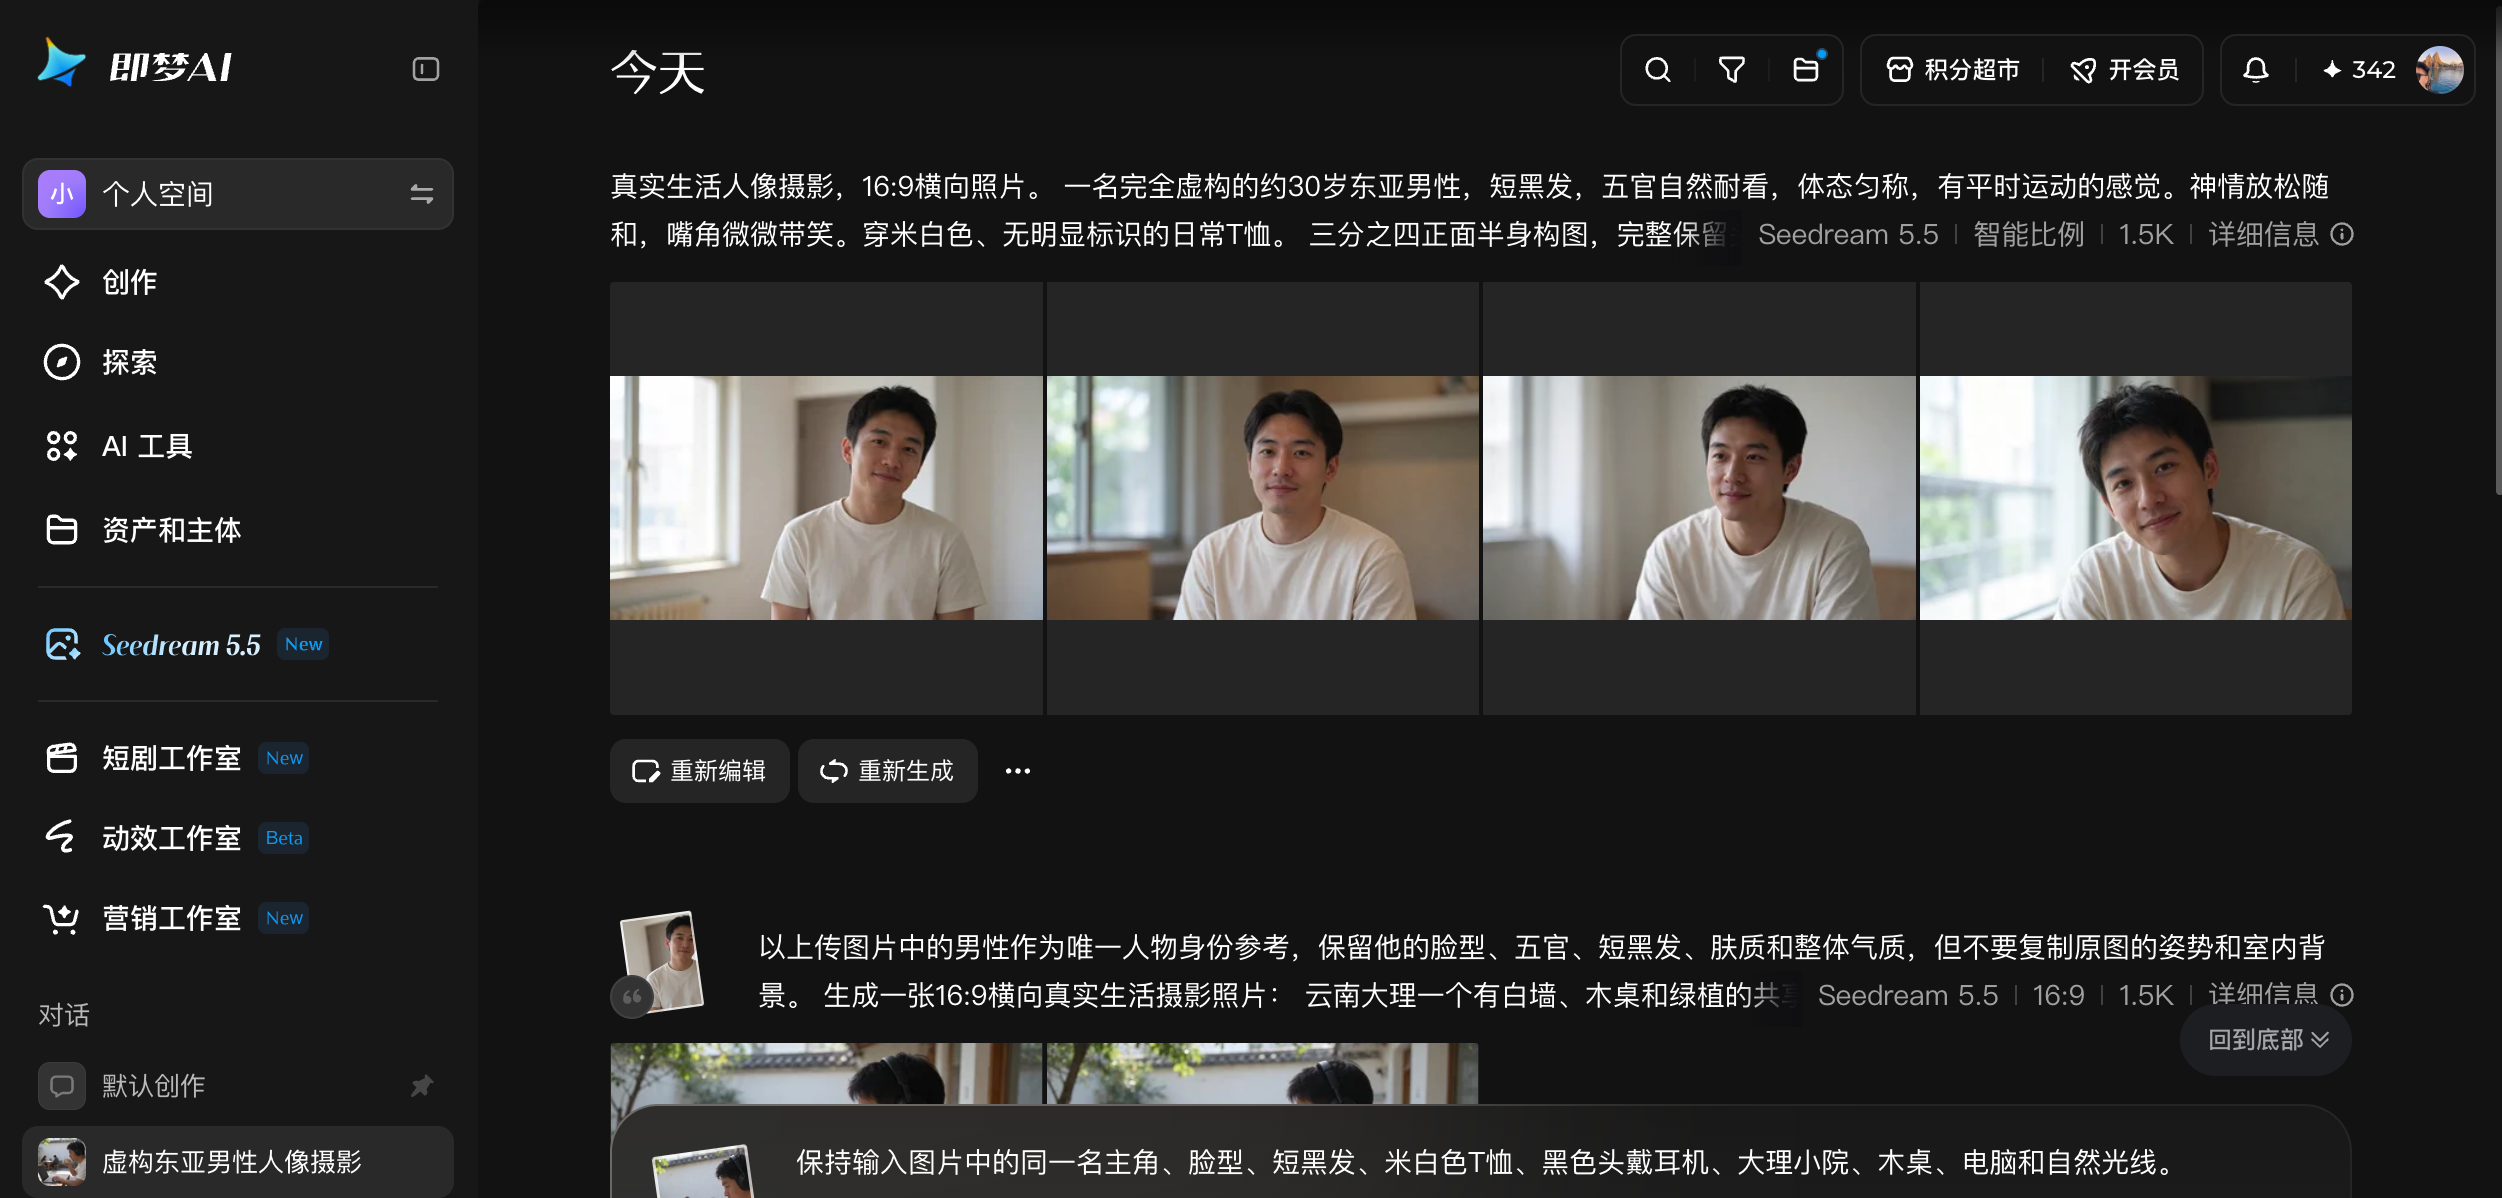 即梦AI
小 个人空间
创作
探索
AI 工具
资产和主体
Seedream 5.5 New
短剧工作室 New
动效工作室 Beta
营销工作室 New
对话
默认创作
虚构东亚男性人像摄影
今天
积分超市
开会员
342
真实生活人像摄影，16:9横向照片。 一名完全虚构的约30岁东亚男性，短黑发，五官自然耐看，体态匀称，有平时运动的感觉。神情放松随
和，嘴角微微带笑。穿米白色、无明显标识的日常T恤。 三分之四正面半身构图，完整保留 Seedream 5.5 智能比例 1.5K 详细信息
重新编辑 重新生成
以上传图片中的男性作为唯一人物身份参考，保留他的脸型、五官、短黑发、肤质和整体气质，但不要复制原图的姿势和室内背
景。 生成一张16:9横向真实生活摄影照片： 云南大理一个有白墙、木桌和绿植的共 Seedream 5.5 16:9 1.5K 详细信息
回到底部
保持输入图片中的同一名主角、脸型、短黑发、米白色T恤、黑色头戴耳机、大理小院、木桌、电脑和自然光线。